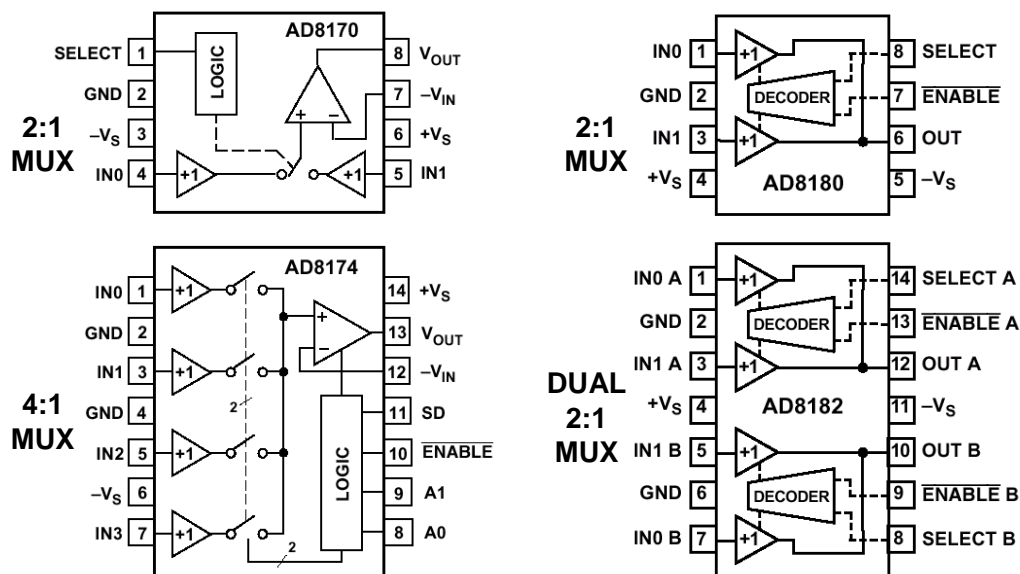 AD8170
SELECT 1
LOGIC
8 VOUT
GND 2
7 –VIN
2:1
MUX
–VS 3
+ –
6 +VS
IN0 4
+1
+1
5 IN1
AD8174
IN0 1
+1
14 +VS
GND 2
+
13 VOUT
IN1 3
+1
–
12 –VIN
4:1
MUX
2
GND 4
11 SD
IN2 5
+1
LOGIC
10 ENABLE
–VS 6
9 A1
IN3 7
+1
2
8 A0
IN0 1
+1
8 SELECT
GND 2
DECODER
7 ENABLE
2:1
MUX
IN1 3
+1
6 OUT
+VS 4
AD8180
5 –VS
IN0 A 1
+1
14 SELECT A
GND 2
DECODER
13 ENABLE A
IN1 A 3
+1
12 OUT A
DUAL
2:1
MUX
+VS 4
AD8182
11 –VS
IN1 B 5
+1
10 OUT B
GND 6
DECODER
9 ENABLE B
IN0 B 7
+1
8 SELECT B